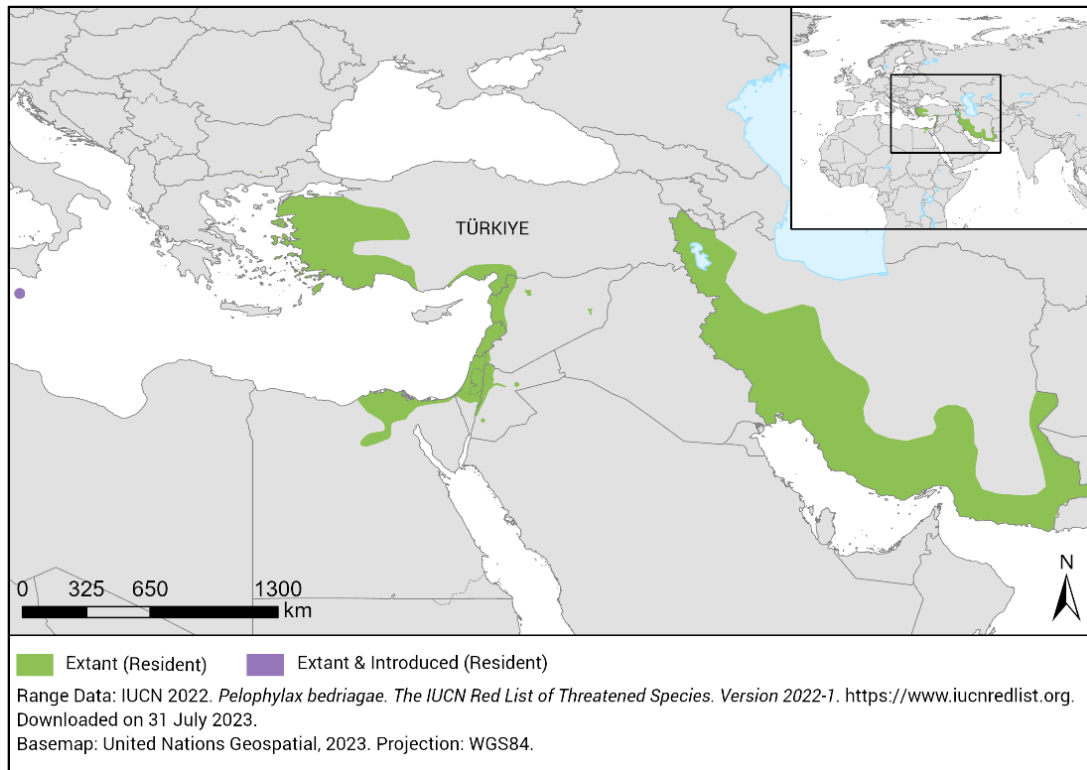 TÜRKIYE
N
0 325 650 1300
km
Extant (Resident) Extant & Introduced (Resident)
Range Data: IUCN 2022. Pelophylax bedriagae. The IUCN Red List of Threatened Species. Version 2022-1. https://www.iucnredlist.org.
Downloaded on 31 July 2023.
Basemap: United Nations Geospatial, 2023. Projection: WGS84.